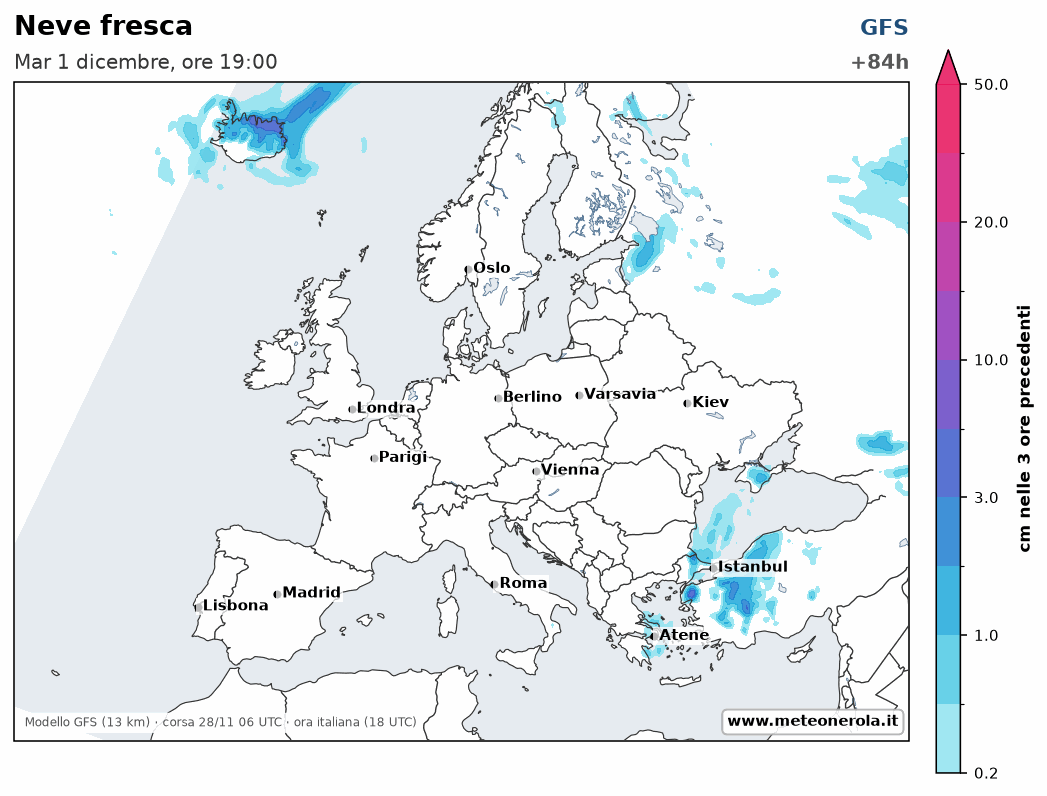 Neve fresca
GFS
Mar 1 dicembre, ore 19:00
+84h
50.0
20.0
10.0
3.0
1.0
0.2
cm nelle 3 ore precedenti
Oslo
Berlino
Varsavia
Kiev
Londra
Parigi
Vienna
Istanbul
Roma
Madrid
Lisbona
Atene
Modello GFS (13 km) · corsa 28/11 06 UTC · ora italiana (18 UTC)
www.meteonerola.it